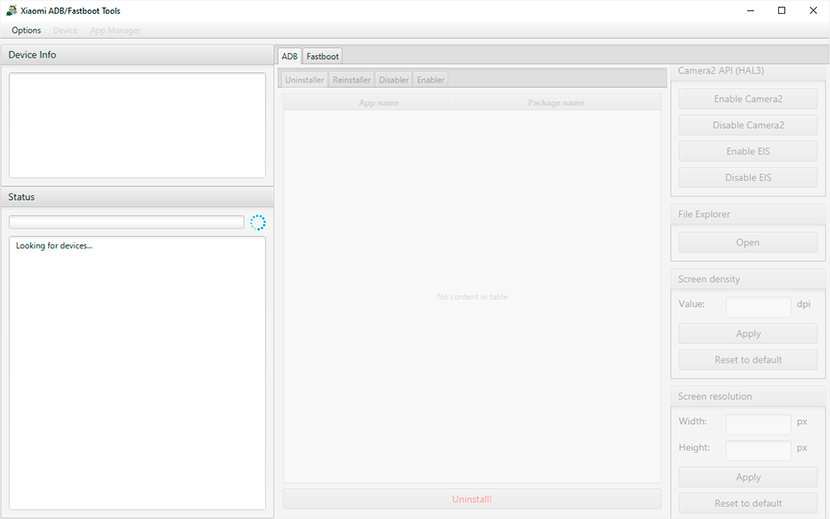 Xiaomi ADB/Fastboot Tools
Options Device App Manager
Device Info
Status
Looking for devices...
ADB Fastboot
Uninstaller Reinstaller Disabler Enabler
App name Package name
No content in table
Uninstall!
Camera2 API (HAL3)
Enable Camera2
Disable Camera2
Enable EIS
Disable EIS
File Explorer
Open
Screen density
Value: dpi
Apply
Reset to default
Screen resolution
Width: px
Height: px
Apply
Reset to default